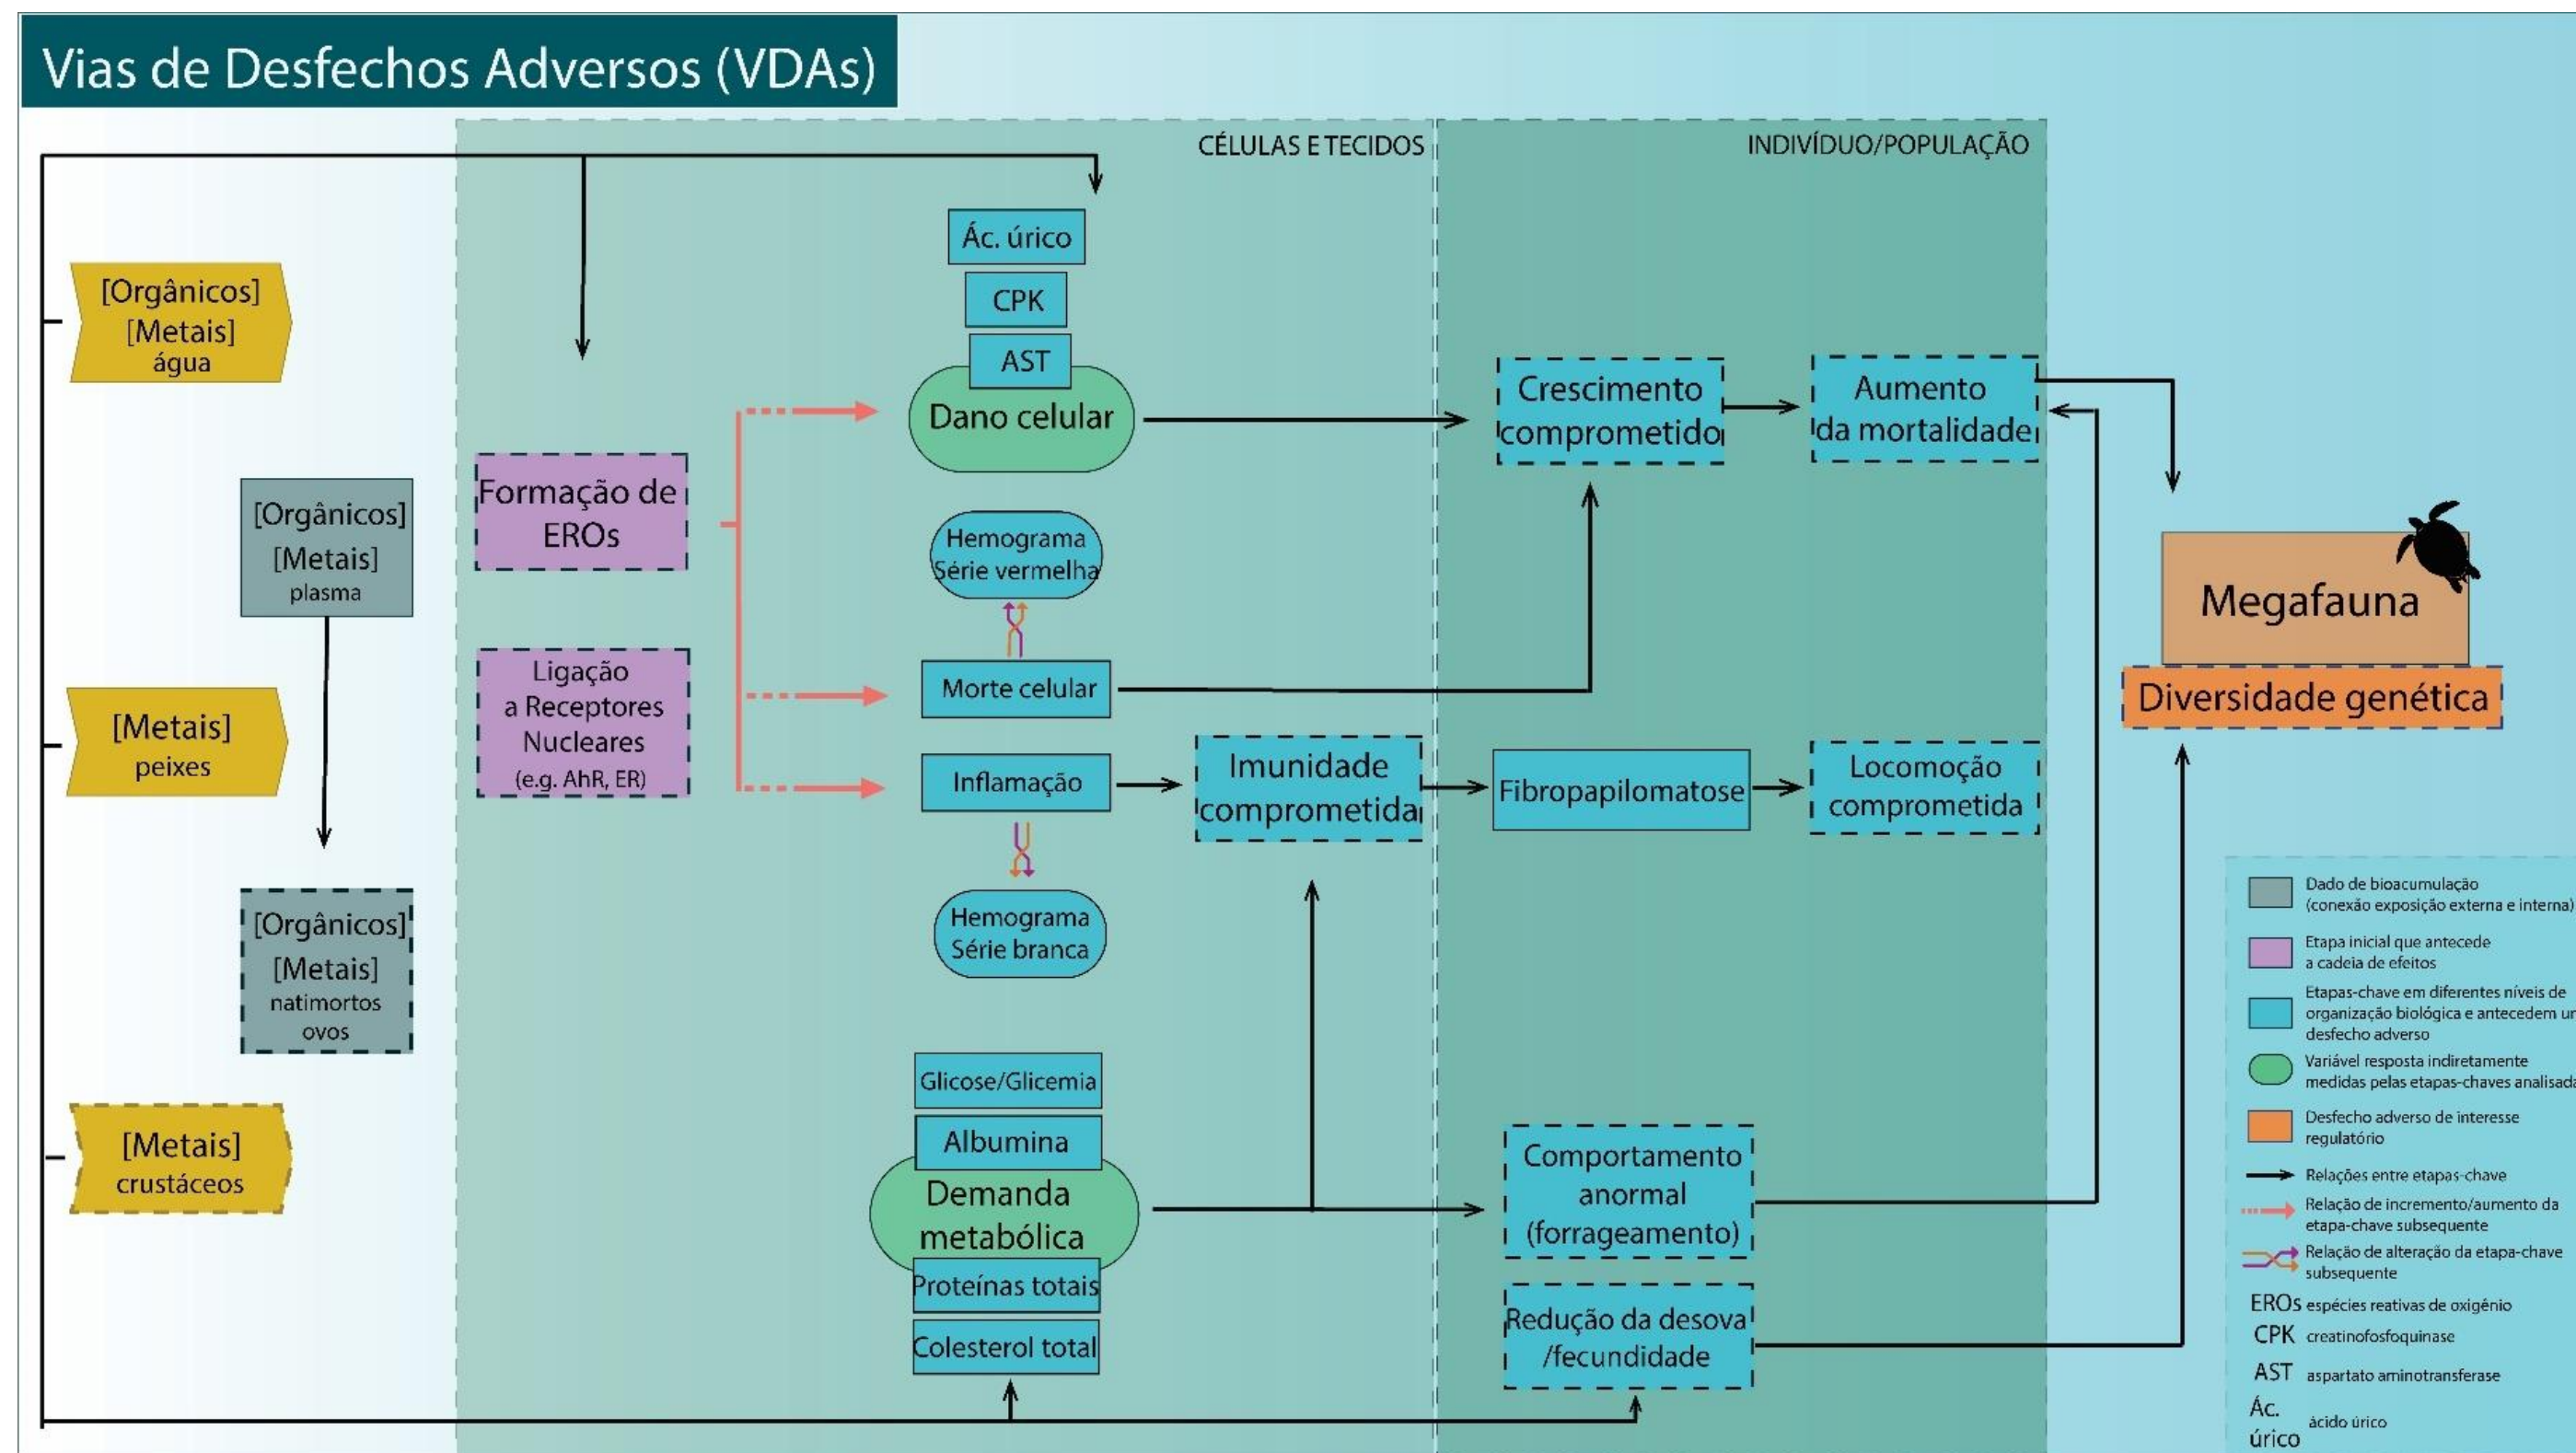 Vias de Desfechos Adversos (VDAs)
CÉLULAS E TECIDOS
INDIVÍDUO/POPULAÇÃO
[Orgânicos]
[Metais]
água
[Orgânicos]
[Metais]
plasma
[Metais]
peixes
[Orgânicos]
[Metais]
natimortos
ovos
[Metais]
crustáceos
Formação de
EROs
Ligação
a Receptores
Nucleares
(e.g. AhR, ER)
Ác. úrico
CPK
AST
Dano celular
Hemograma
Série vermelha
Morte celular
Inflamação
Hemograma
Série branca
Imunidade
comprometida
Glicose/Glicemia
Albumina
Demanda
metabólica
Proteínas totais
Colesterol total
Crescimento
comprometido
Aumento
da mortalidade
Fibropapilomatose
Locomoção
comprometida
Comportamento
anormal
(forrageamento)
Redução da desova
/fecundidade
Megafauna
Diversidade genética
Dado de bioacumulação
(conexão exposição externa e interna)
Etapa inicial que antecede
a cadeia de efeitos
Etapas-chave em diferentes níveis de
organização biológica e antecedem
desfecho adverso
Variável resposta indiretamente
medidas pelas etapas-chaves
Desfecho adverso de interesse
regulatório
Relações entre etapas-chave
Relação de incremento/aumento da
etapa-chave subsequente
Relação de alteração da etapa-chave
subsequente
EROs espécies reativas de oxigênio
CPK creatinofosfoquinase
AST aspartato aminotransferase
Ác.
úrico ácido úrico